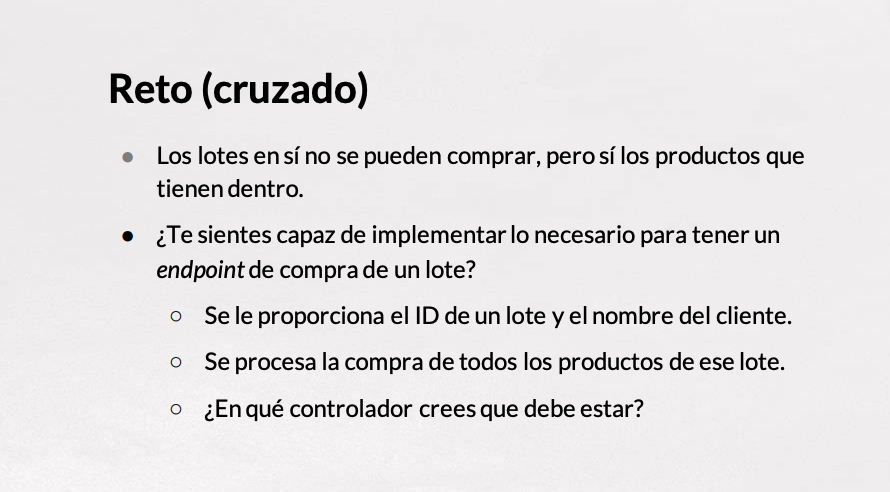 Reto (cruzado)
● Los lotes en sí no se pueden comprar, pero sí los productos que
tienen dentro.
● ¿Te sientes capaz de implementar lo necesario para tener un
endpoint de compra de un lote?
○ Se le proporciona el ID de un lote y el nombre del cliente.
○ Se procesa la compra de todos los productos de ese lote.
○ ¿En qué controlador crees que debe estar?